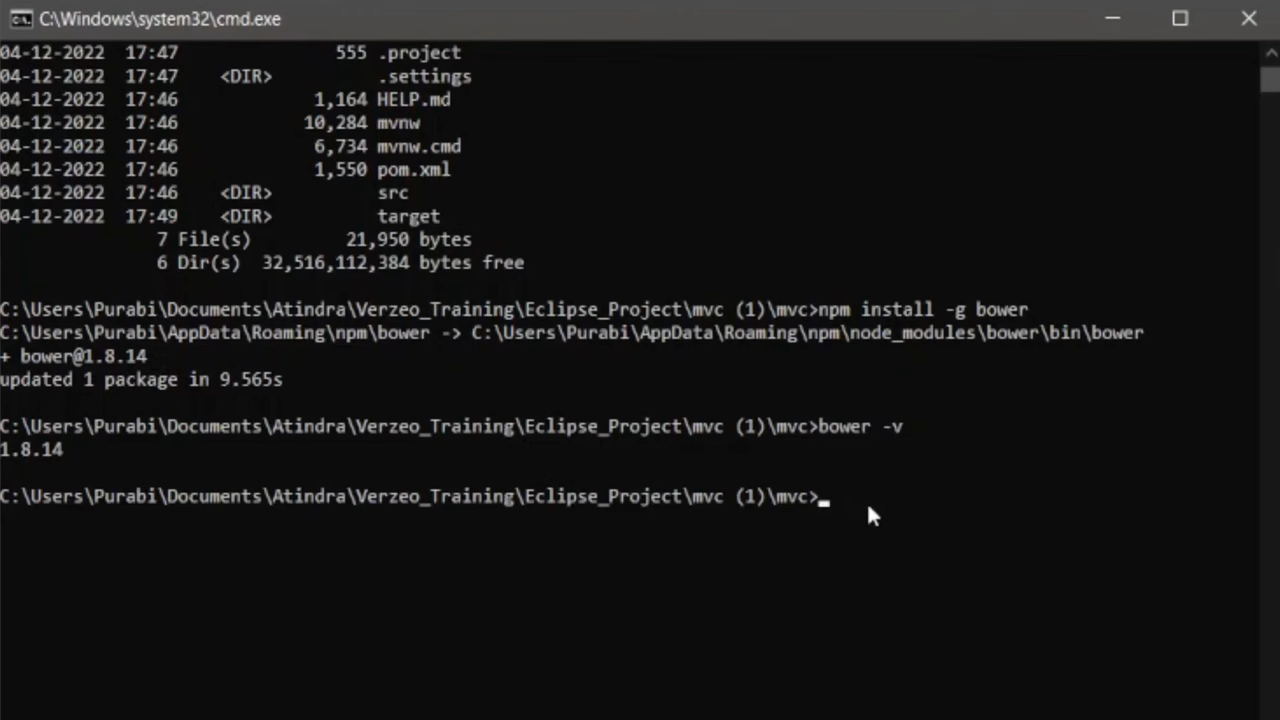 C:\Windows\system32\cmd.exe
04-12-2022  17:47               555 .project
04-12-2022  17:47    <DIR>          .settings
04-12-2022  17:46             1,164 HELP.md
04-12-2022  17:46            10,284 mvnw
04-12-2022  17:46             6,734 mvnw.cmd
04-12-2022  17:46             1,550 pom.xml
04-12-2022  17:46    <DIR>          src
04-12-2022  17:49    <DIR>          target
               7 File(s)         21,950 bytes
               6 Dir(s)  32,516,112,384 bytes free
C:\Users\Purabi\Documents\Atindra\Verzeo_Training\Eclipse_Project\mvc (1)\mvc>npm install -g bower
C:\Users\Purabi\AppData\Roaming\npm\bower -> C:\Users\Purabi\AppData\Roaming\npm\node_modules\bower\bin\bower
+ bower@1.8.14
updated 1 package in 9.565s
C:\Users\Purabi\Documents\Atindra\Verzeo_Training\Eclipse_Project\mvc (1)\mvc>bower -v
1.8.14
C:\Users\Purabi\Documents\Atindra\Verzeo_Training\Eclipse_Project\mvc (1)\mvc>